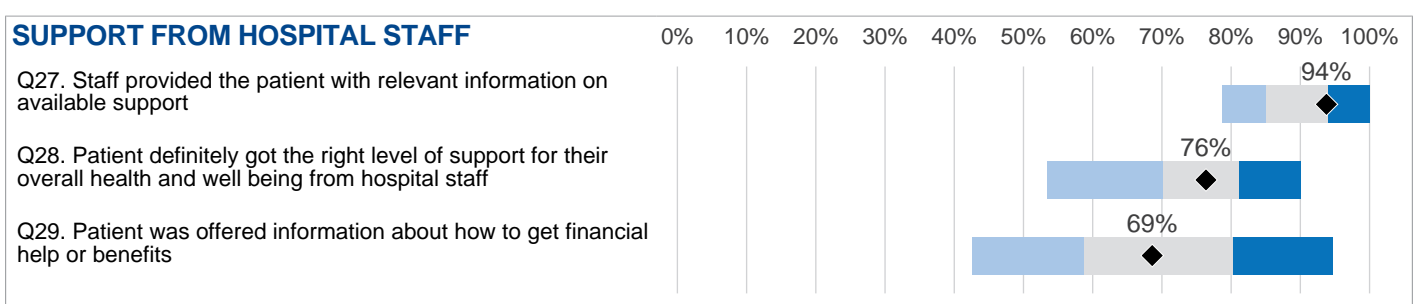 SUPPORT FROM HOSPITAL STAFF 0% 10% 20% 30% 40% 50% 60% 70% 80% 90% 100%
Q27. Staff provided the patient with relevant information on
available support
94%
Q28. Patient definitely got the right level of support for their
overall health and well being from hospital staff
76%
Q29. Patient was offered information about how to get financial
help or benefits
69%